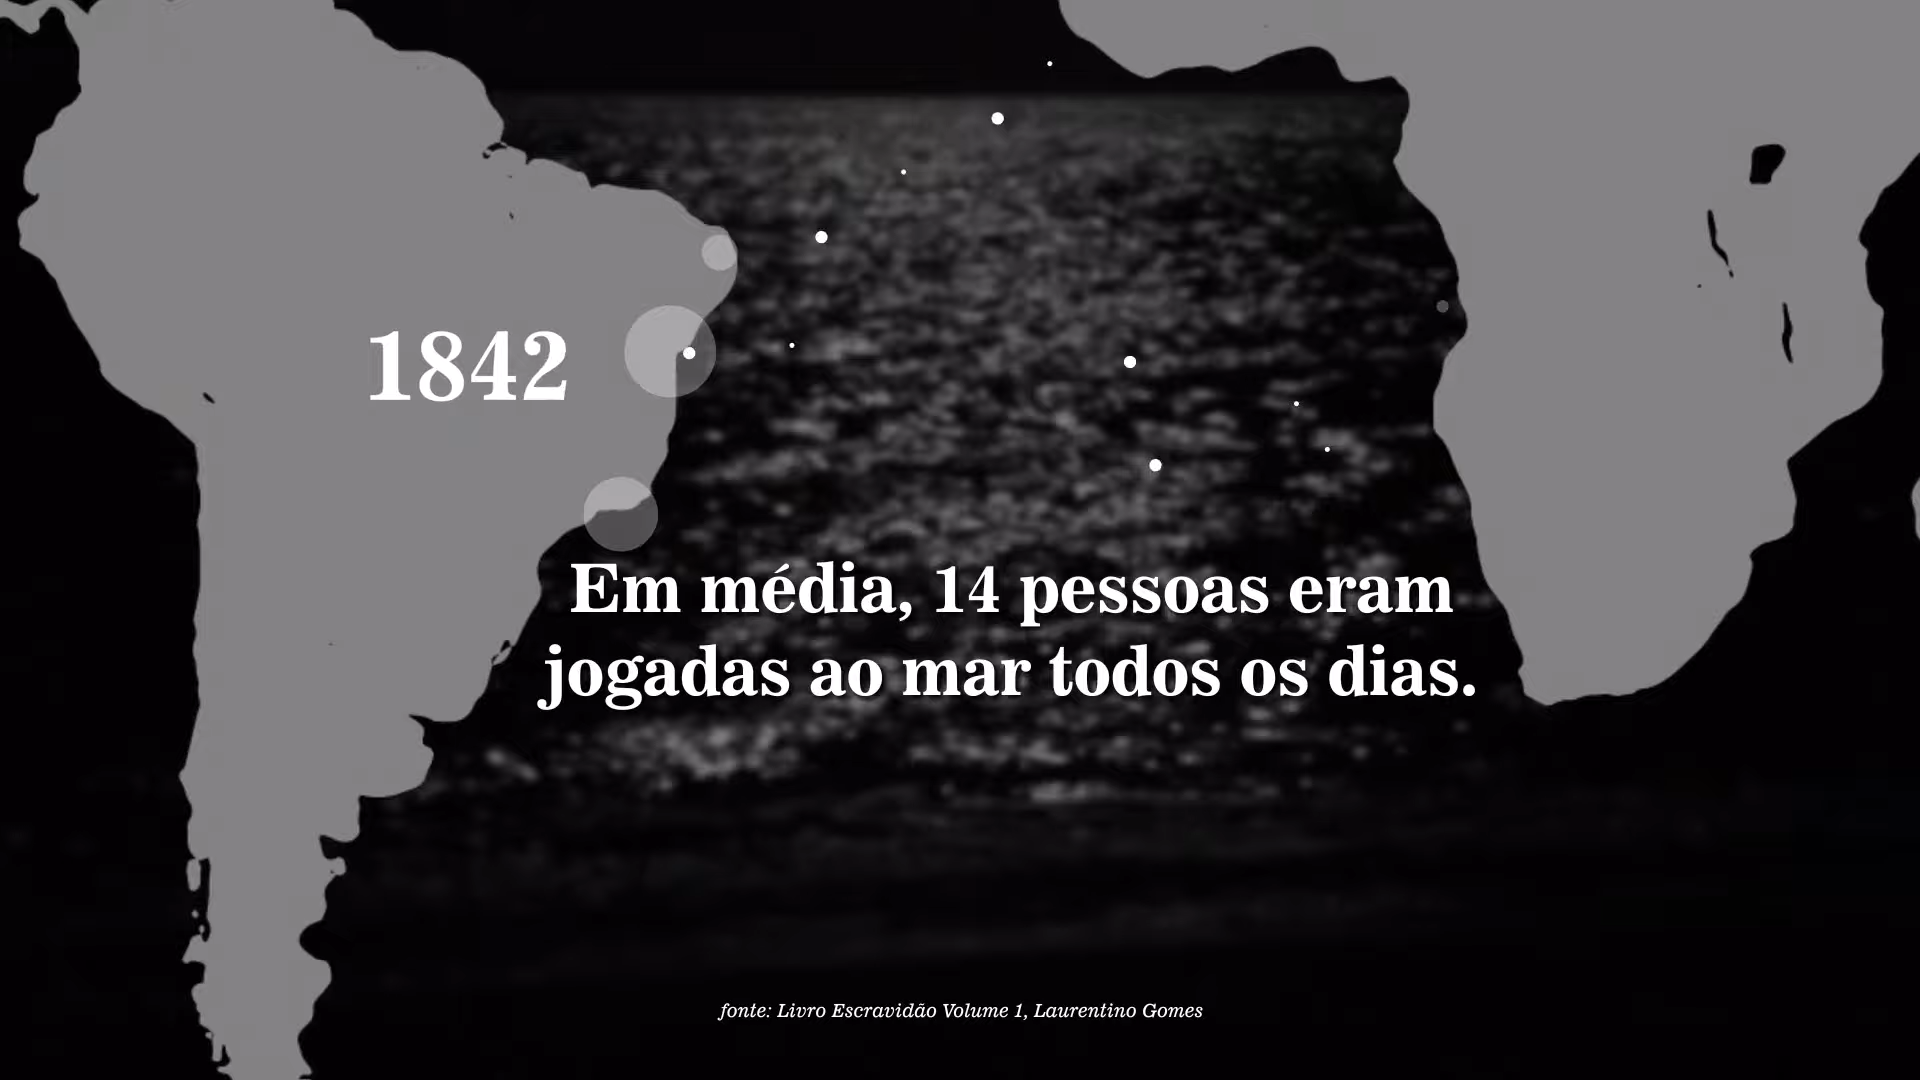 1842
Em média, 14 pessoas eram
jogadas ao mar todos os dias.
fonte: Livro Escravidão Volume 1, Laurentino Gomes